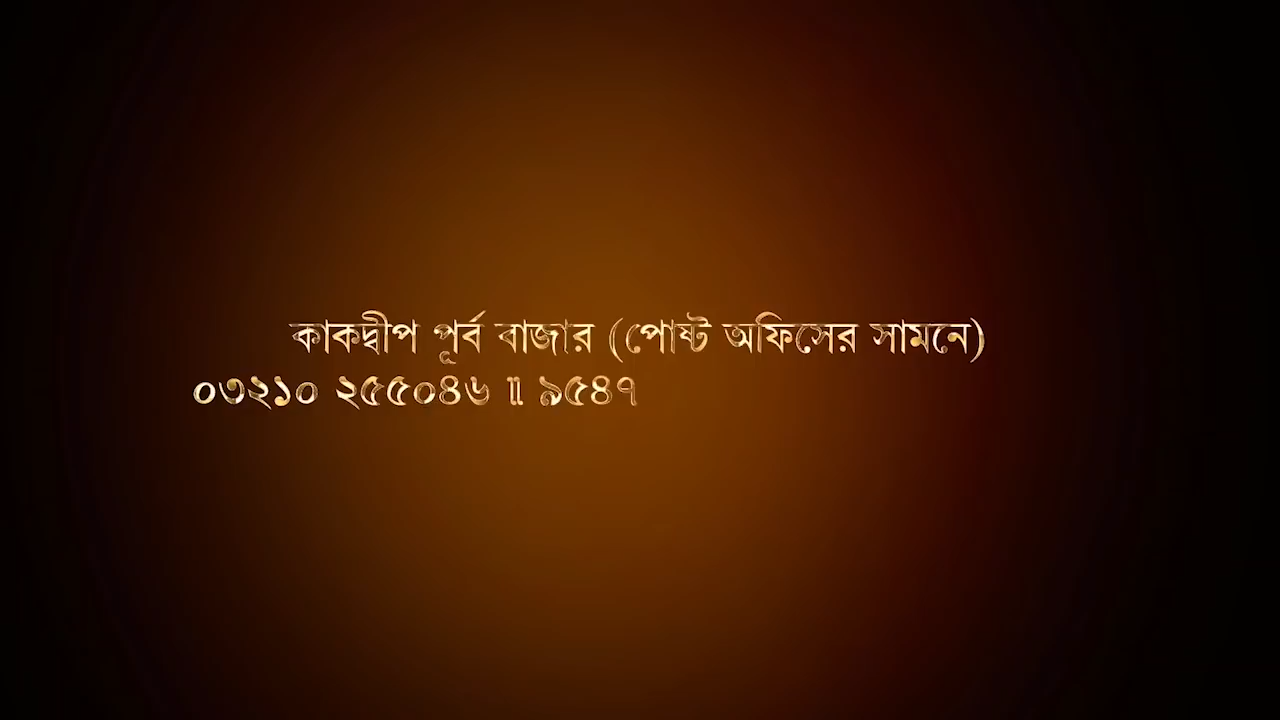 কাকদ্বীপ পূর্ব বাজার (পোষ্ট অফিসের সামনে)
০৩২১০ ২৫৫০৪৬ ॥ ৯৫৪৭